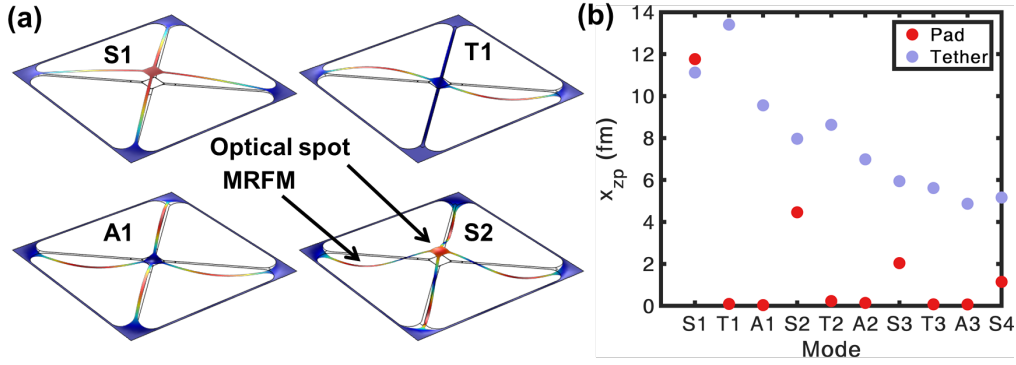 (a)
S1
T1
Optical spot
MRFM
A1
S2
(b)
x_zp (fm)
14
12
10
8
6
4
2
0
Pad
Tether
S1 T1 A1 S2 T2 A2 S3 T3 A3 S4
Mode